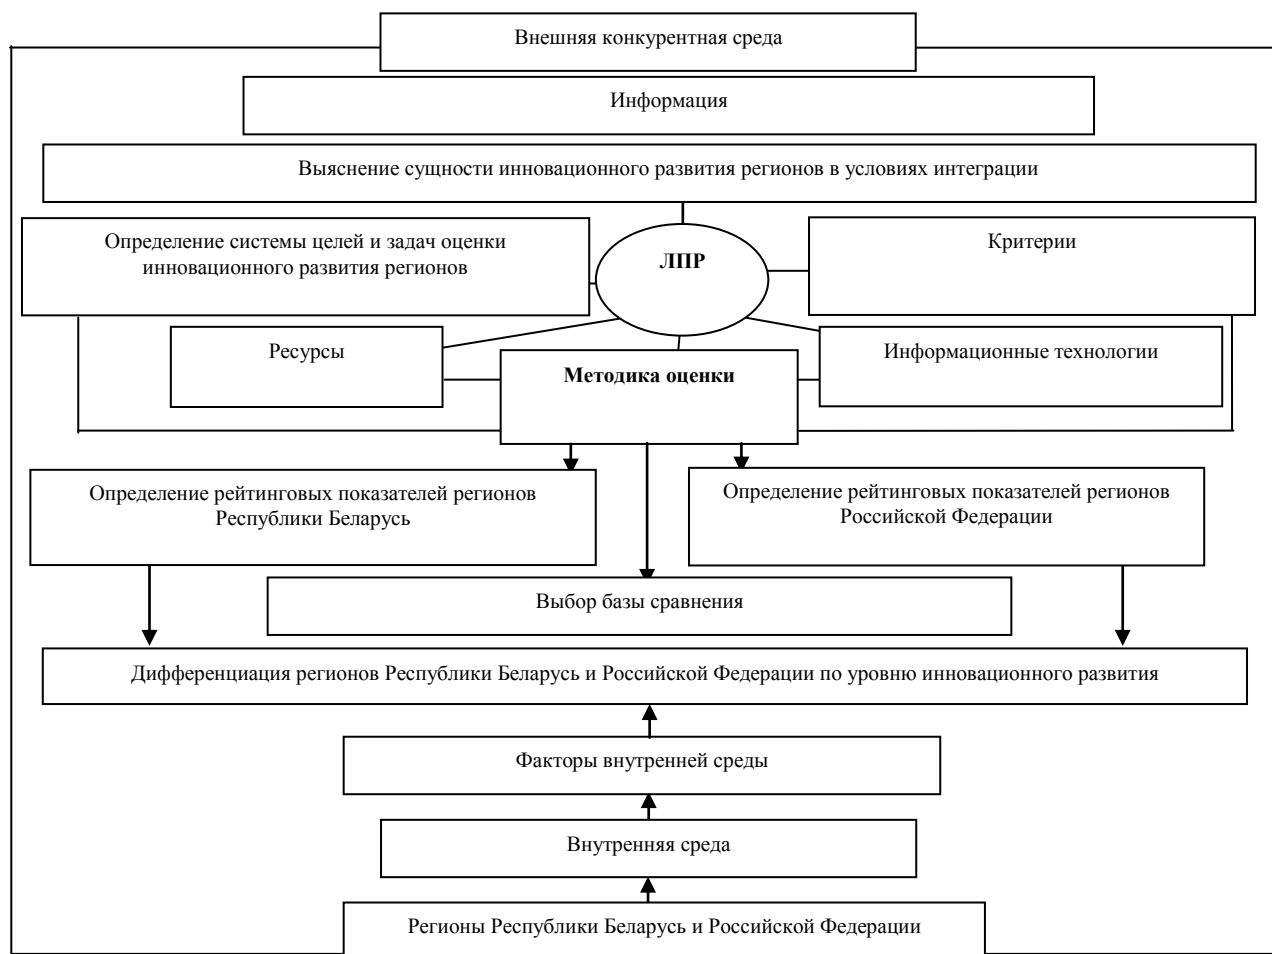 Внешняя конкурентная среда
Информация
Выяснение сущности инновационного развития регионов в условиях интеграции
Определение системы целей и задач оценки
инновационного развития регионов
ЛПР
Критерии
Ресурсы
Информационные технологии
Методика оценки
Определение рейтинговых показателей регионов
Республики Беларусь
Определение рейтинговых показателей регионов
Российской Федерации
Выбор базы сравнения
Дифференциация регионов Республики Беларусь и Российской Федерации по уровню инновационного развития
Факторы внутренней среды
Внутренняя среда
Регионы Республики Беларусь и Российской Федерации